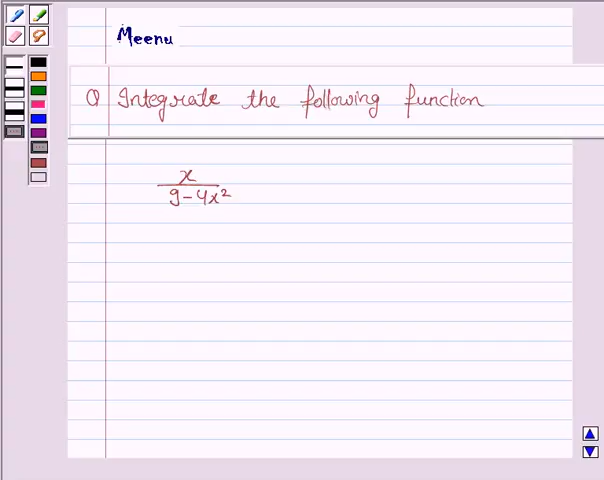 Meenu
Q Integrate the following function
x
9-4x²